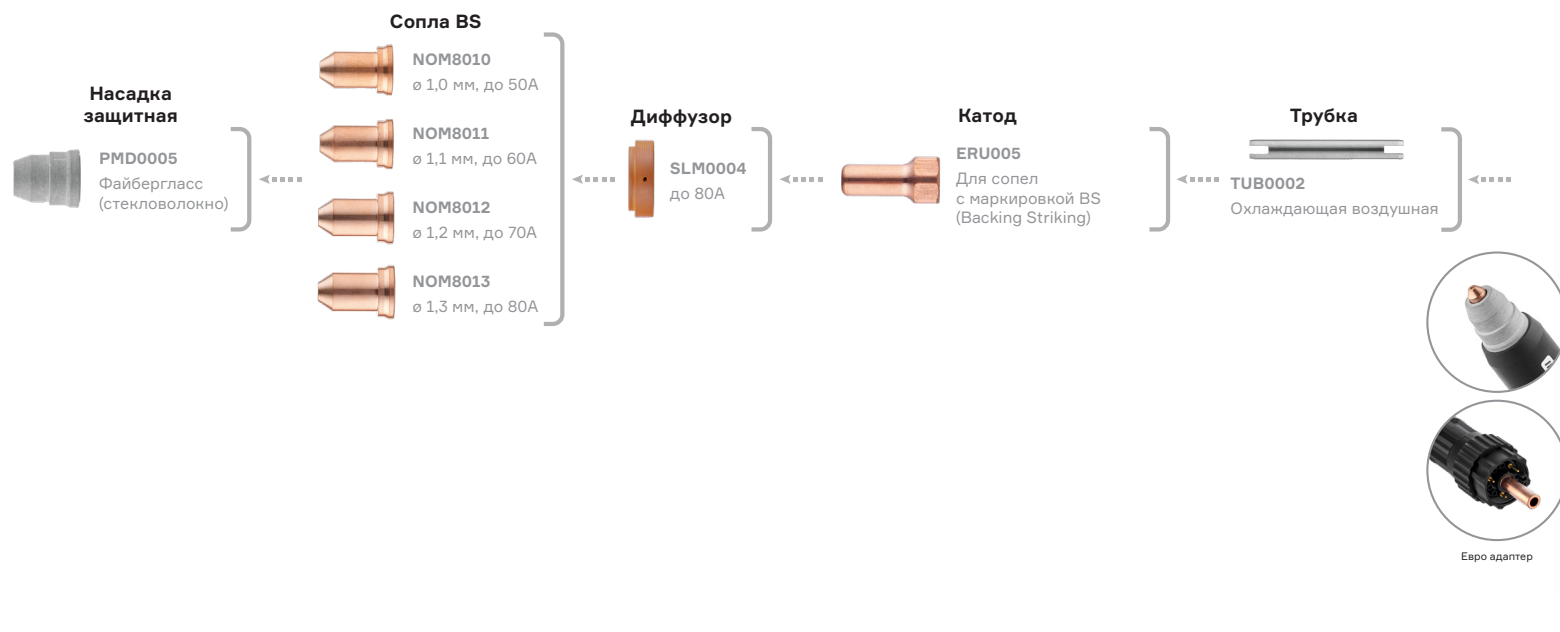 Насадка
защитная
PMD0005
Файбергласс
(стекловолокно)
Сопла BS
NOM8010
ø 1,0 мм, до 50А
NOM8011
ø 1,1 мм, до 60А
NOM8012
ø 1,2 мм, до 70А
NOM8013
ø 1,3 мм, до 80А
Диффузор
SLM0004
до 80А
Катод
ERU005
Для сопел
с маркировкой BS
(Backing Striking)
Трубка
TUB0002
Охлаждающая воздушная
Евро адаптер